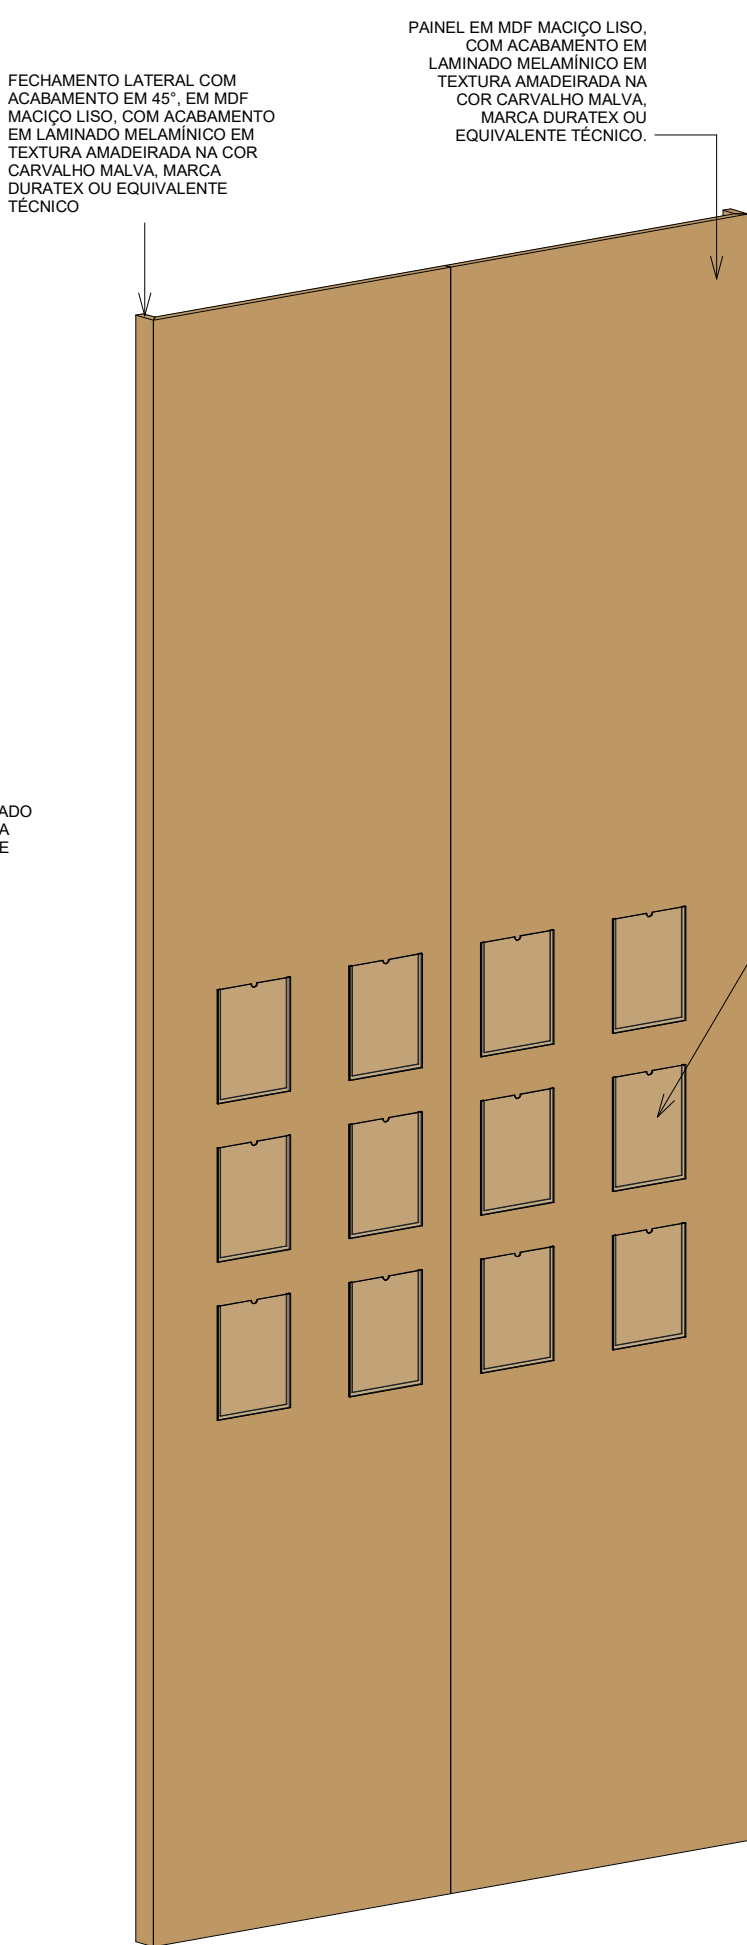 PAINEL EM MDF MACIÇO LISO,
COM ACABAMENTO EM
LAMINADO MELAMÍNICO EM
TEXTURA AMADEIRADA NA
COR CARVALHO MALVA,
MARCA DURATEX OU
EQUIVALENTE TÉCNICO.
FECHAMENTO LATERAL COM
ACABAMENTO EM 45°, EM MDF
MACIÇO LISO, COM ACABAMENTO
EM LAMINADO MELAMÍNICO EM
TEXTURA AMADEIRADA NA COR
CARVALHO MALVA, MARCA
DURATEX OU EQUIVALENTE
TÉCNICO
ADO
A
E